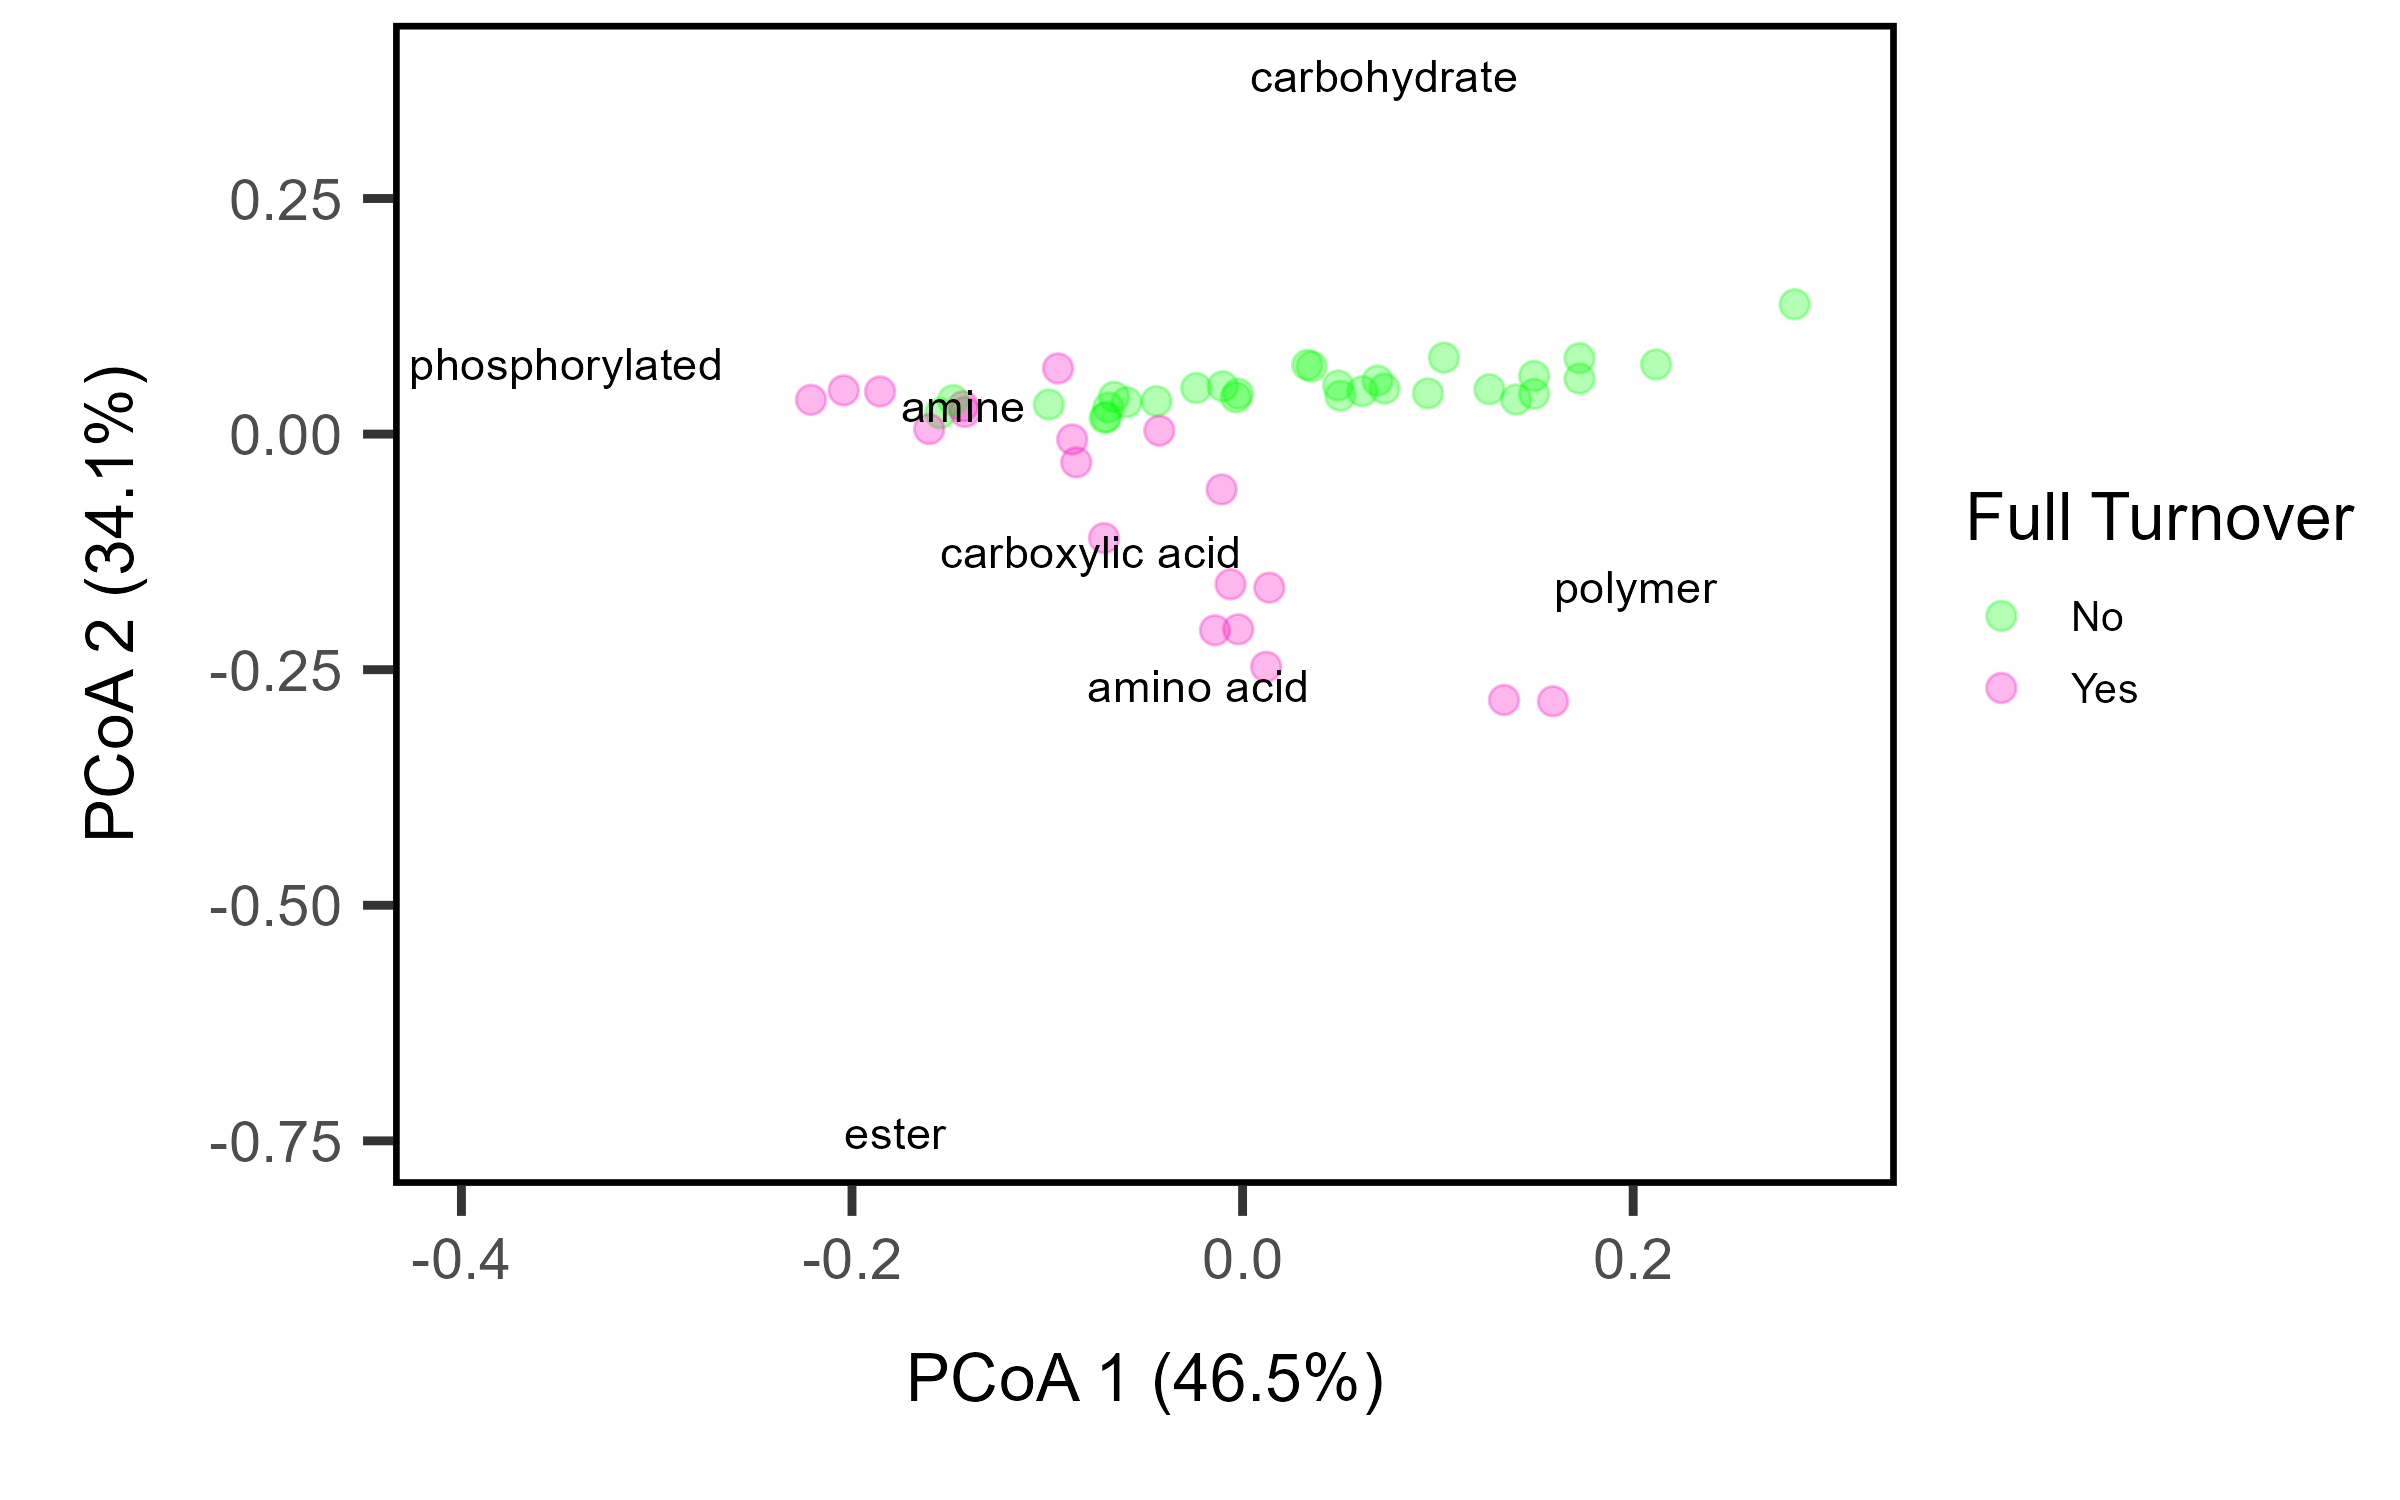 carbohydrate
0.25
phosphorylated
amine
0.00
carboxylic acid
polymer
-0.25
amino acid
-0.50
ester
-0.75
-0.4
-0.2
0.0
0.2
PCoA 1 (46.5%)
PCoA 2 (34.1%)
Full Turnover
No
Yes